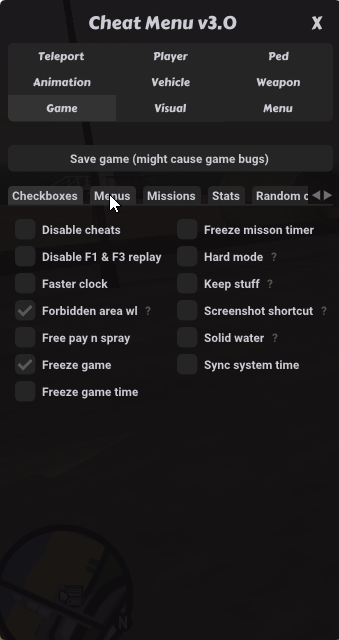 Cheat Menu v3.0 X
Teleport Player Ped
Animation Vehicle Weapon
Game Visual Menu
Save game (might cause game bugs)
Checkboxes Menus Missions Stats Random c
Disable cheats Freeze misson timer
Disable F1 & F3 replay Hard mode ?
Faster clock Keep stuff ?
Forbidden area wl ? Screenshot shortcut ?
Free pay n spray Solid water ?
Freeze game Sync system time
Freeze game time
N